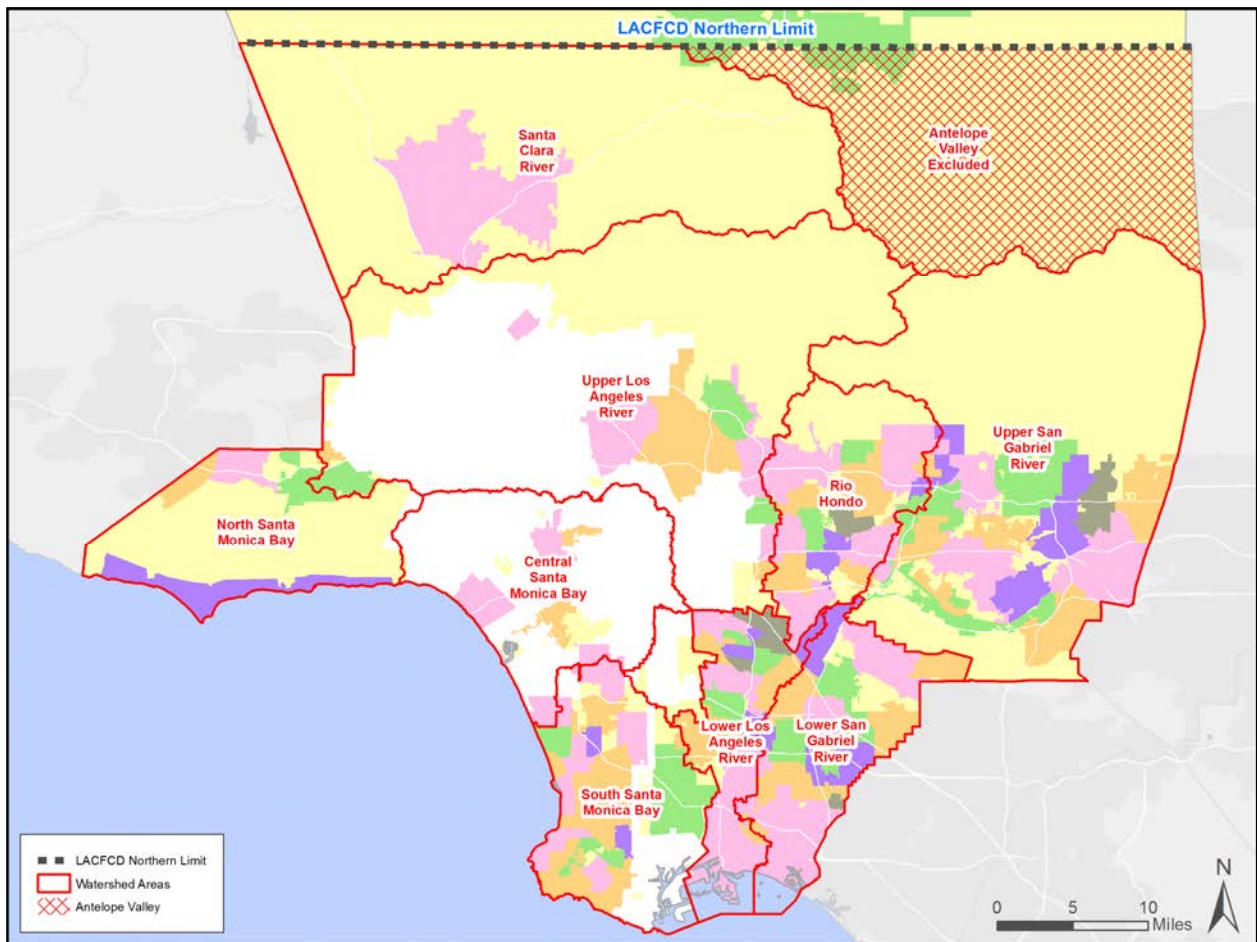 LACFCD Northern Limit
Santa
Clara
River
Antelope
Valley
Excluded
Upper Los
Angeles
River
Upper San
Gabriel
River
Rio
Hondo
North Santa
Monica Bay
Central
Santa
Monica Bay
Lower Los
Angeles
River
Lower San
Gabriel
River
South Santa
Monica Bay
LACFCD Northern Limit
Watershed Areas
Antelope Valley
N
0 5 10
Miles